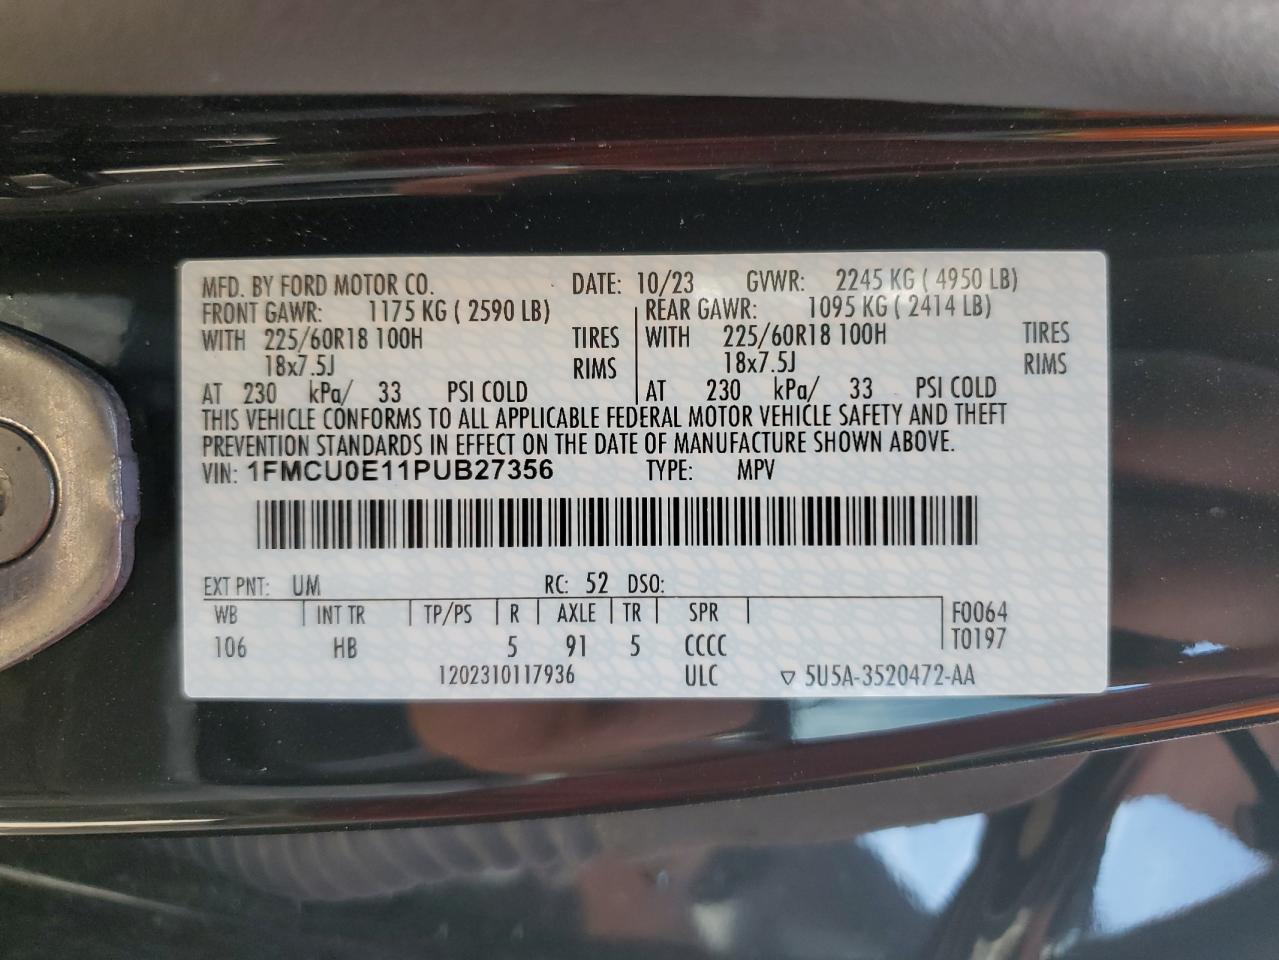 MFD. BY FORD MOTOR CO. DATE: 10/23 GVWR: 2245 KG ( 4950 LB)
FRONT GAWR: 1175 KG ( 2590 LB) REAR GAWR: 1095 KG ( 2414 LB)
WITH 225/60R18 100H TIRES WITH 225/60R18 100H TIRES
18x7.5J RIMS 18x7.5J RIMS
AT 230 kPa/ 33 PSI COLD AT 230 kPa/ 33 PSI COLD
THIS VEHICLE CONFORMS TO ALL APPLICABLE FEDERAL MOTOR VEHICLE SAFETY AND THEFT
PREVENTION STANDARDS IN EFFECT ON THE DATE OF MANUFACTURE SHOWN ABOVE.
VIN: 1FMCU0E11PUB27356 TYPE: MPV
EXT PNT: UM RC: 52 DSO:
WB INT TR TP/PS R AXLE TR SPR F0064
106 HB 5 91 5 CCCC T0197
1202310117936 ULC ▽ 5U5A-3520472-AA